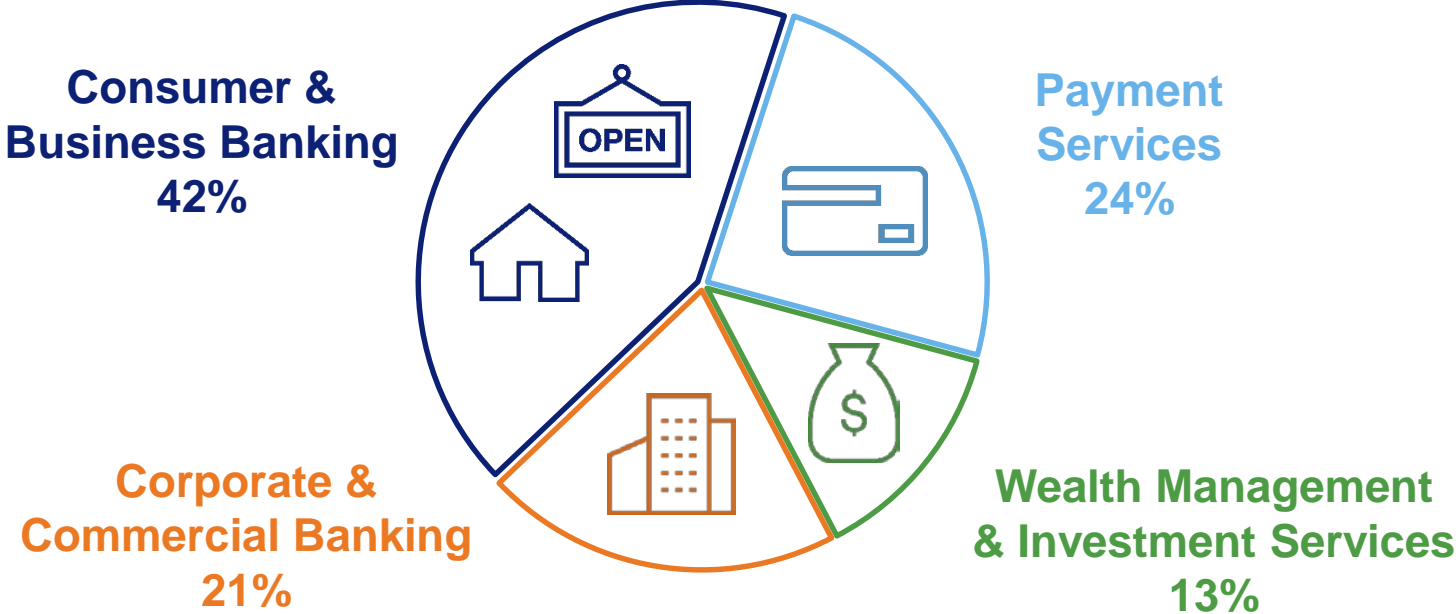 Consumer &
Business Banking
42%
OPEN
Payment
Services
24%
$
Corporate &
Commercial Banking
21%
Wealth Management
& Investment Services
13%